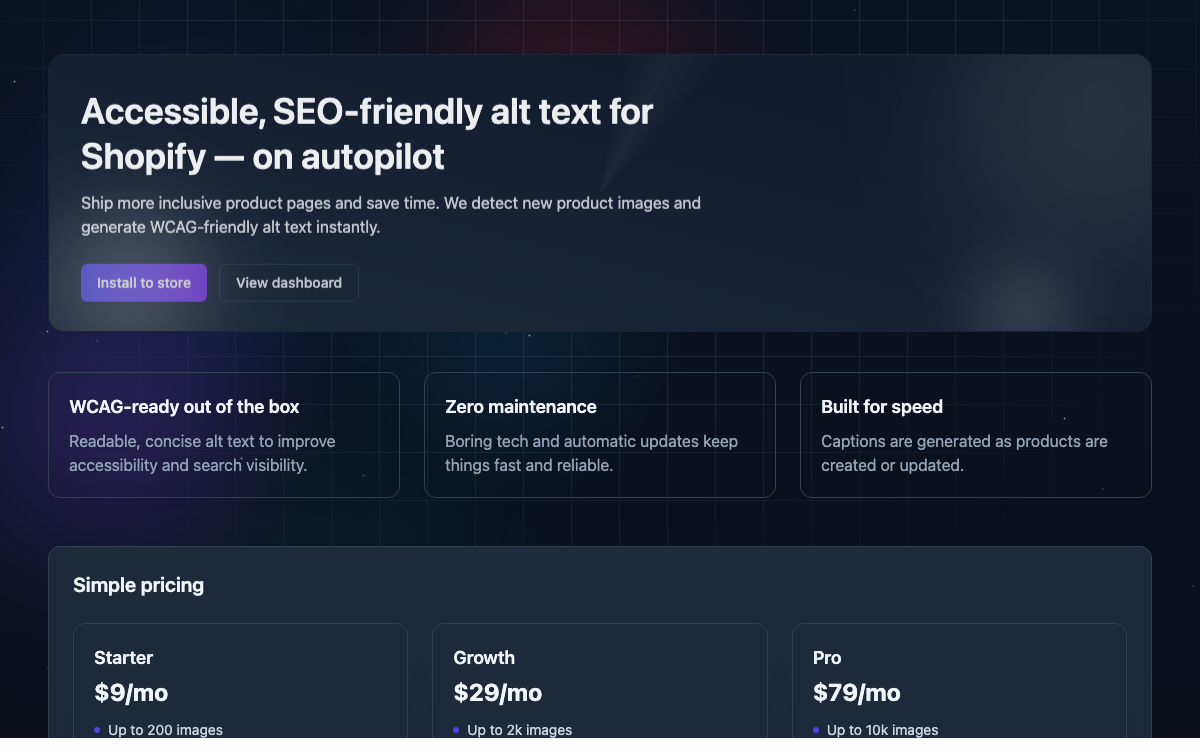 Accessible, SEO-friendly alt text for
Shopify — on autopilot
Ship more inclusive product pages and save time. We detect new product images and
generate WCAG-friendly alt text instantly.
Install to store
View dashboard
WCAG-ready out of the box
Readable, concise alt text to improve
accessibility and search visibility.
Zero maintenance
Boring tech and automatic updates keep
things fast and reliable.
Built for speed
Captions are generated as products are
created or updated.
Simple pricing
Starter
$9/mo
Up to 200 images
Growth
$29/mo
Up to 2k images
Pro
$79/mo
Up to 10k images